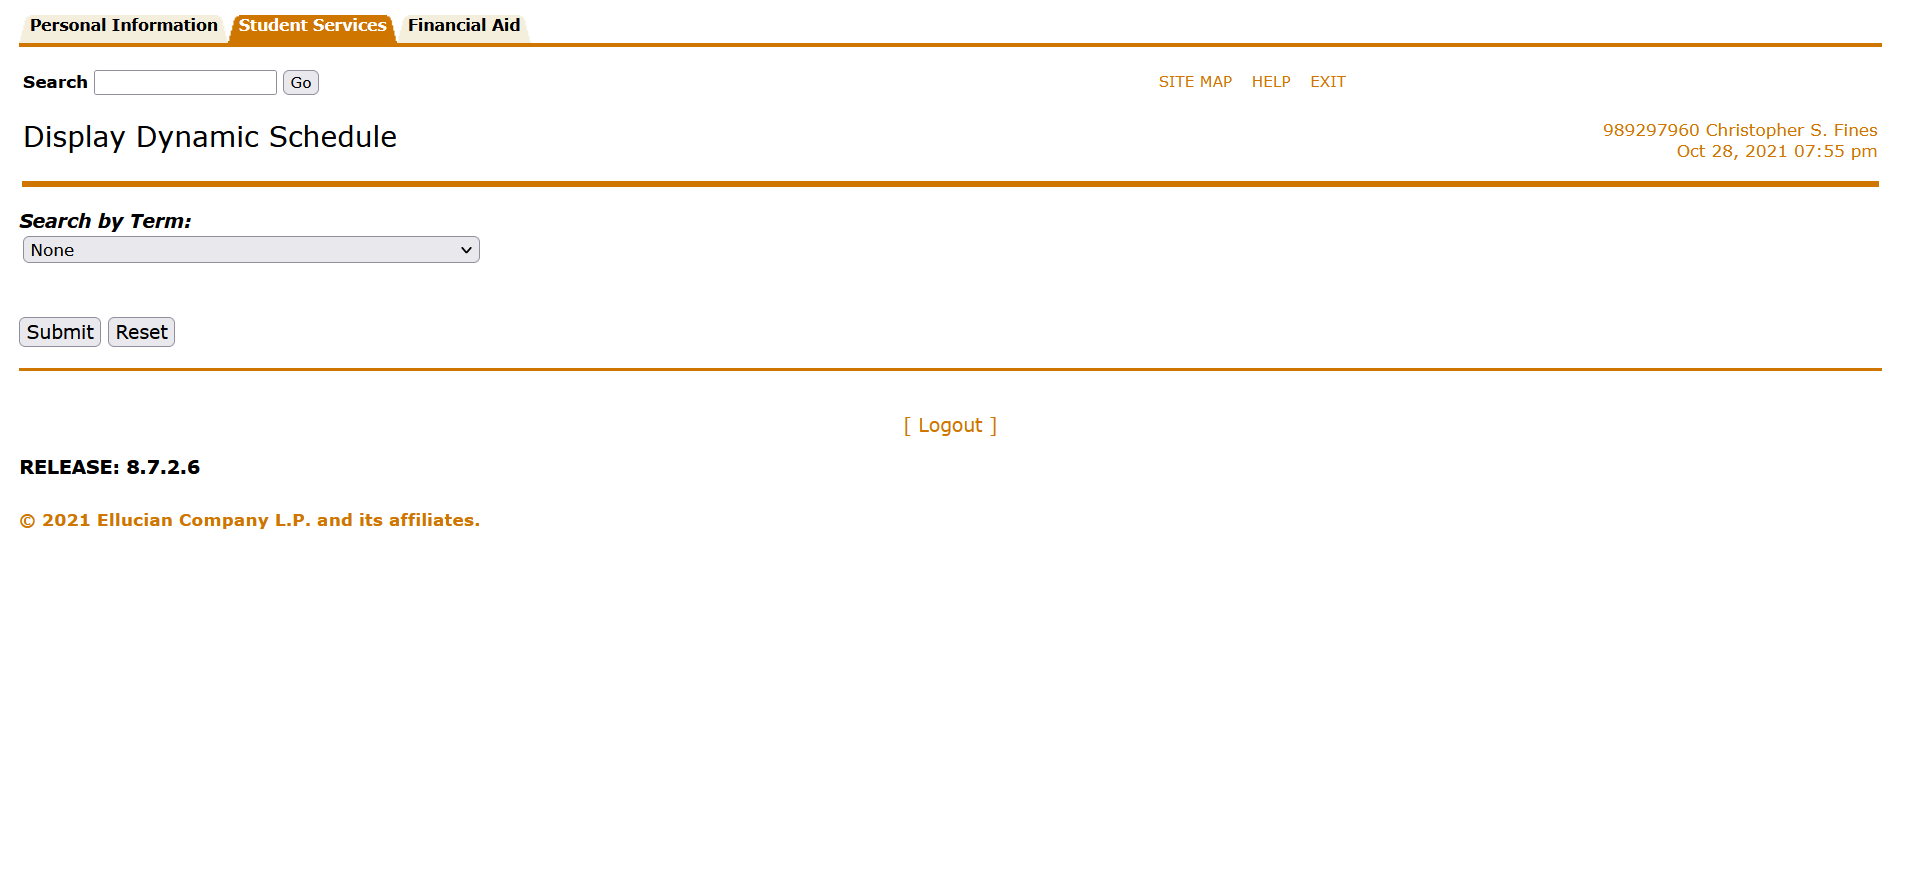 Personal Information Student Services Financial Aid
Search Go SITE MAP HELP EXIT
Display Dynamic Schedule
989297960 Christopher S. Fines
Oct 28, 2021 07:55 pm
Search by Term:
None
Submit Reset
[ Logout ]
RELEASE: 8.7.2.6
© 2021 Ellucian Company L.P. and its affiliates.